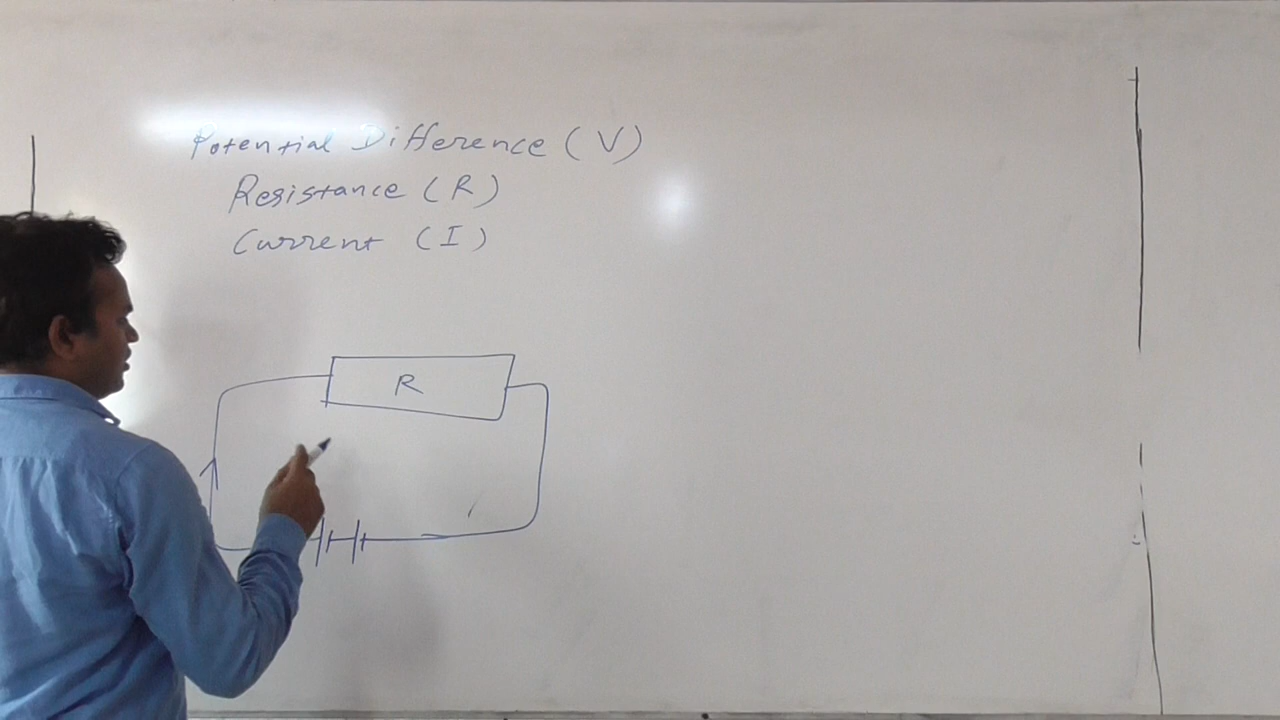 Potential Difference (V)
Resistance (R)
Current (I)
R